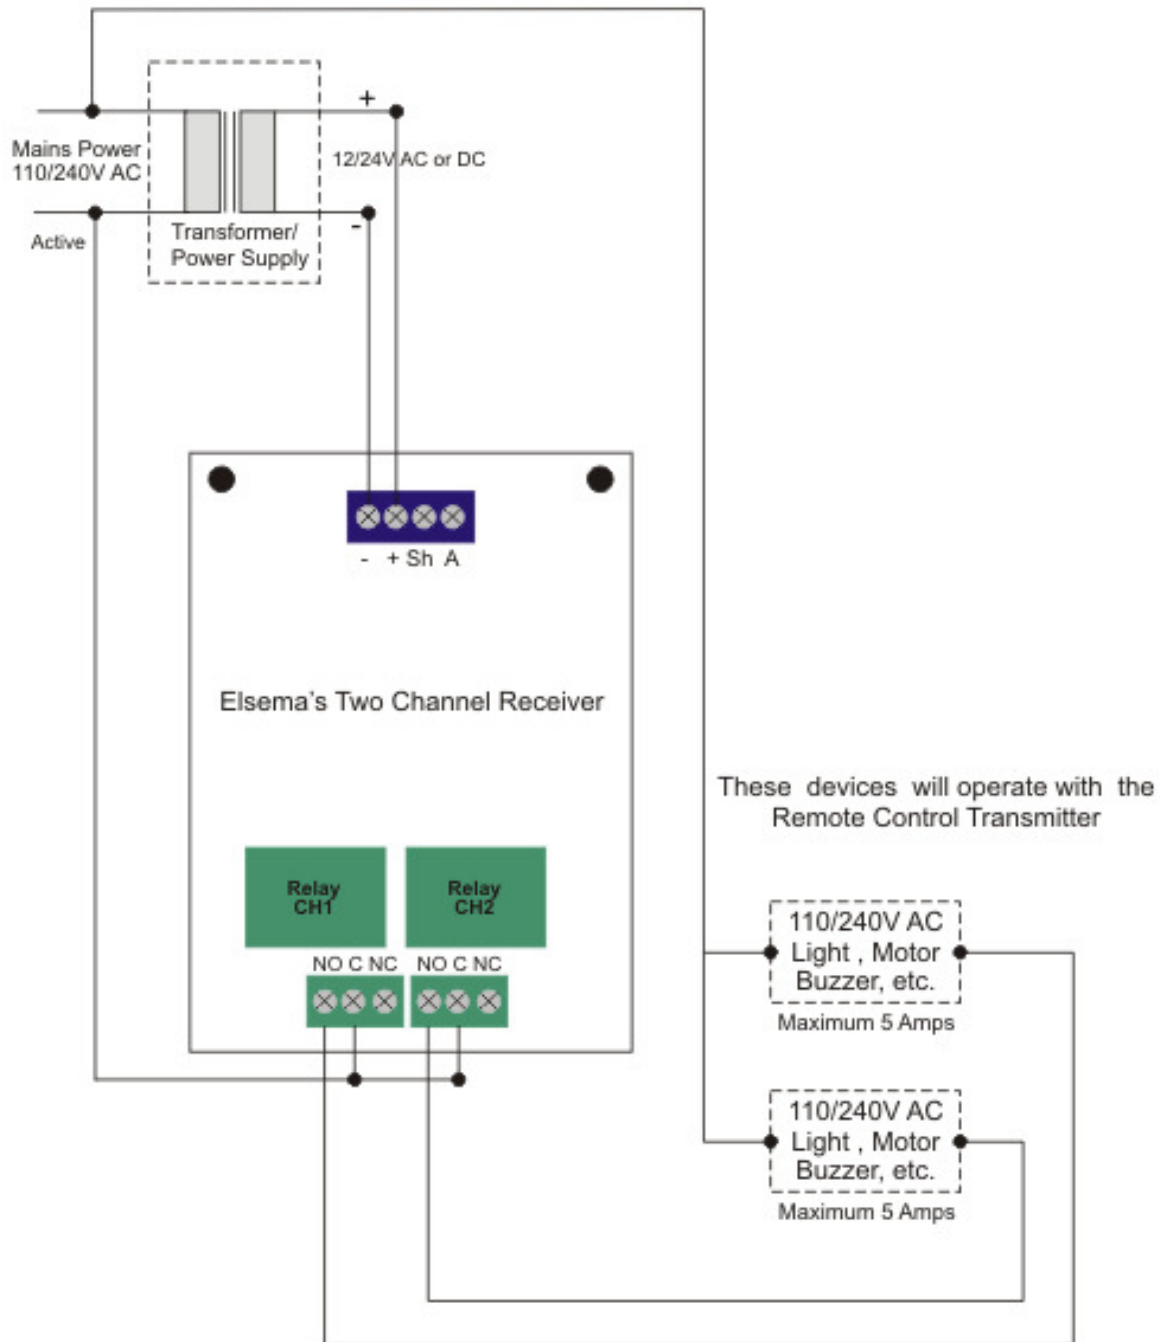 +
Mains Power
110/240V AC
12/24V AC or DC
-
Active
Transformer/
Power Supply
- + Sh A
Elsema's Two Channel Receiver
These devices will operate with the
Remote Control Transmitter
Relay
CH1
Relay
CH2
NO C NC
NO C NC
110/240V AC
Light , Motor
Buzzer, etc.
Maximum 5 Amps
110/240V AC
Light , Motor
Buzzer, etc.
Maximum 5 Amps